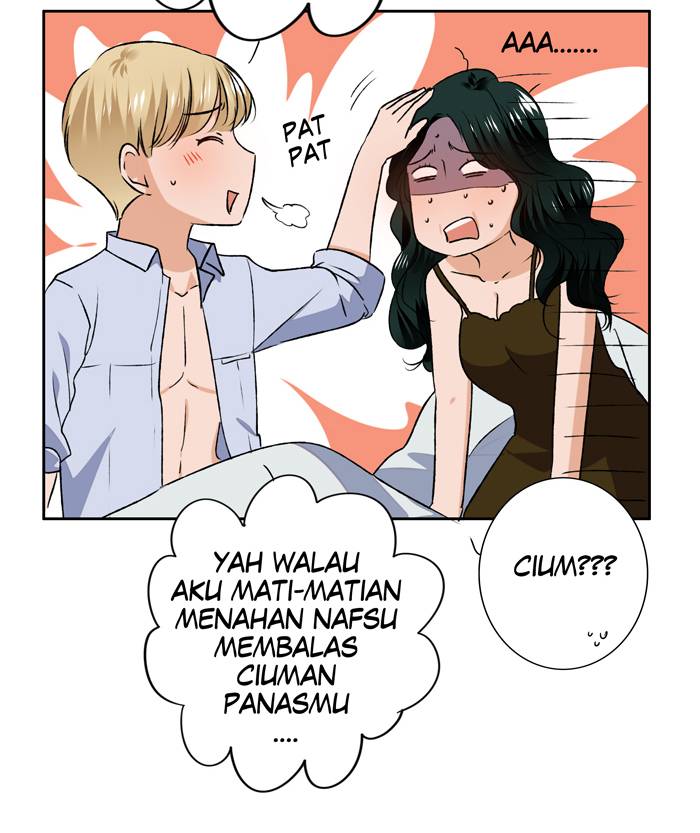 AAA.......
PAT
PAT
YAH WALAU
AKU MATI-MATIAN
MENAHAN NAFSU
MEMBALAS
CIUMAN
PANASMU
....
CIUM???